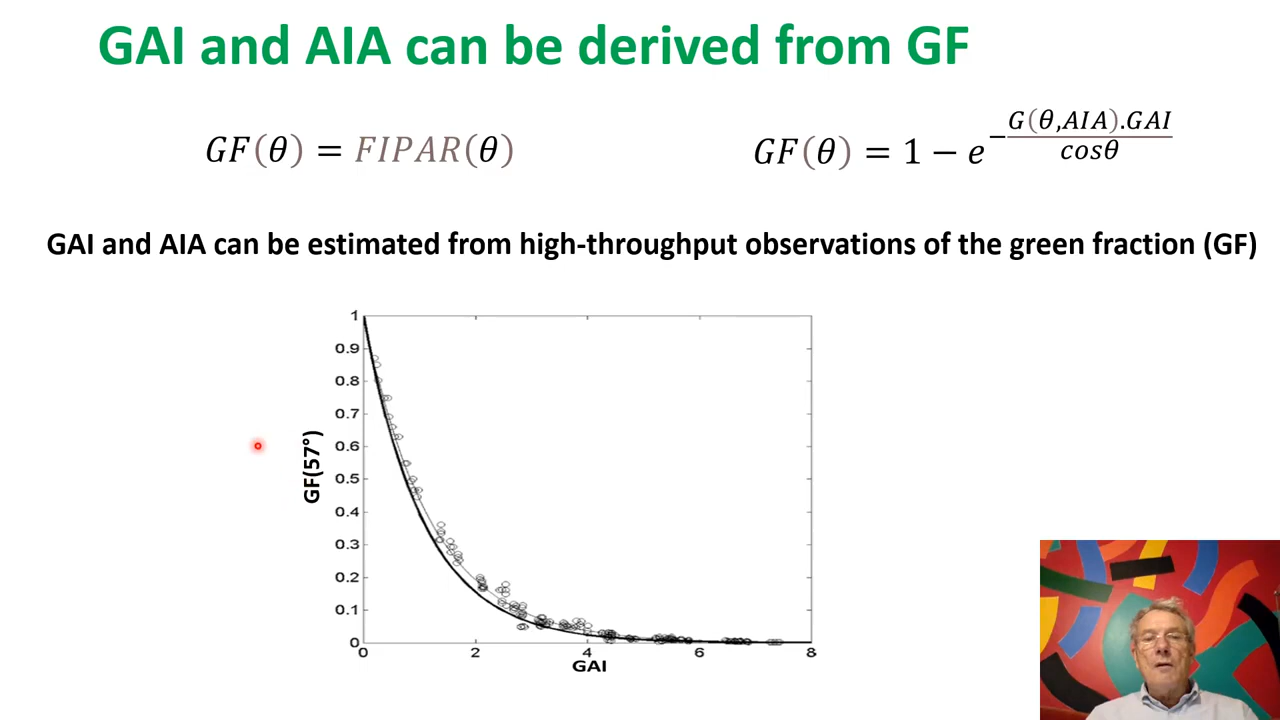 GAI and AIA can be derived from GF
GF(θ) = FIPAR(θ)
GF(θ) = 1 − e^−G(θ,AIA).GAI/cosθ
GAI and AIA can be estimated from high-throughput observations of the green fraction (GF)
1
0.9
0.8
0.7
0.6
0.5
0.4
0.3
0.2
0.1
0
GF(57°)
0 2 4 6 8
GAI